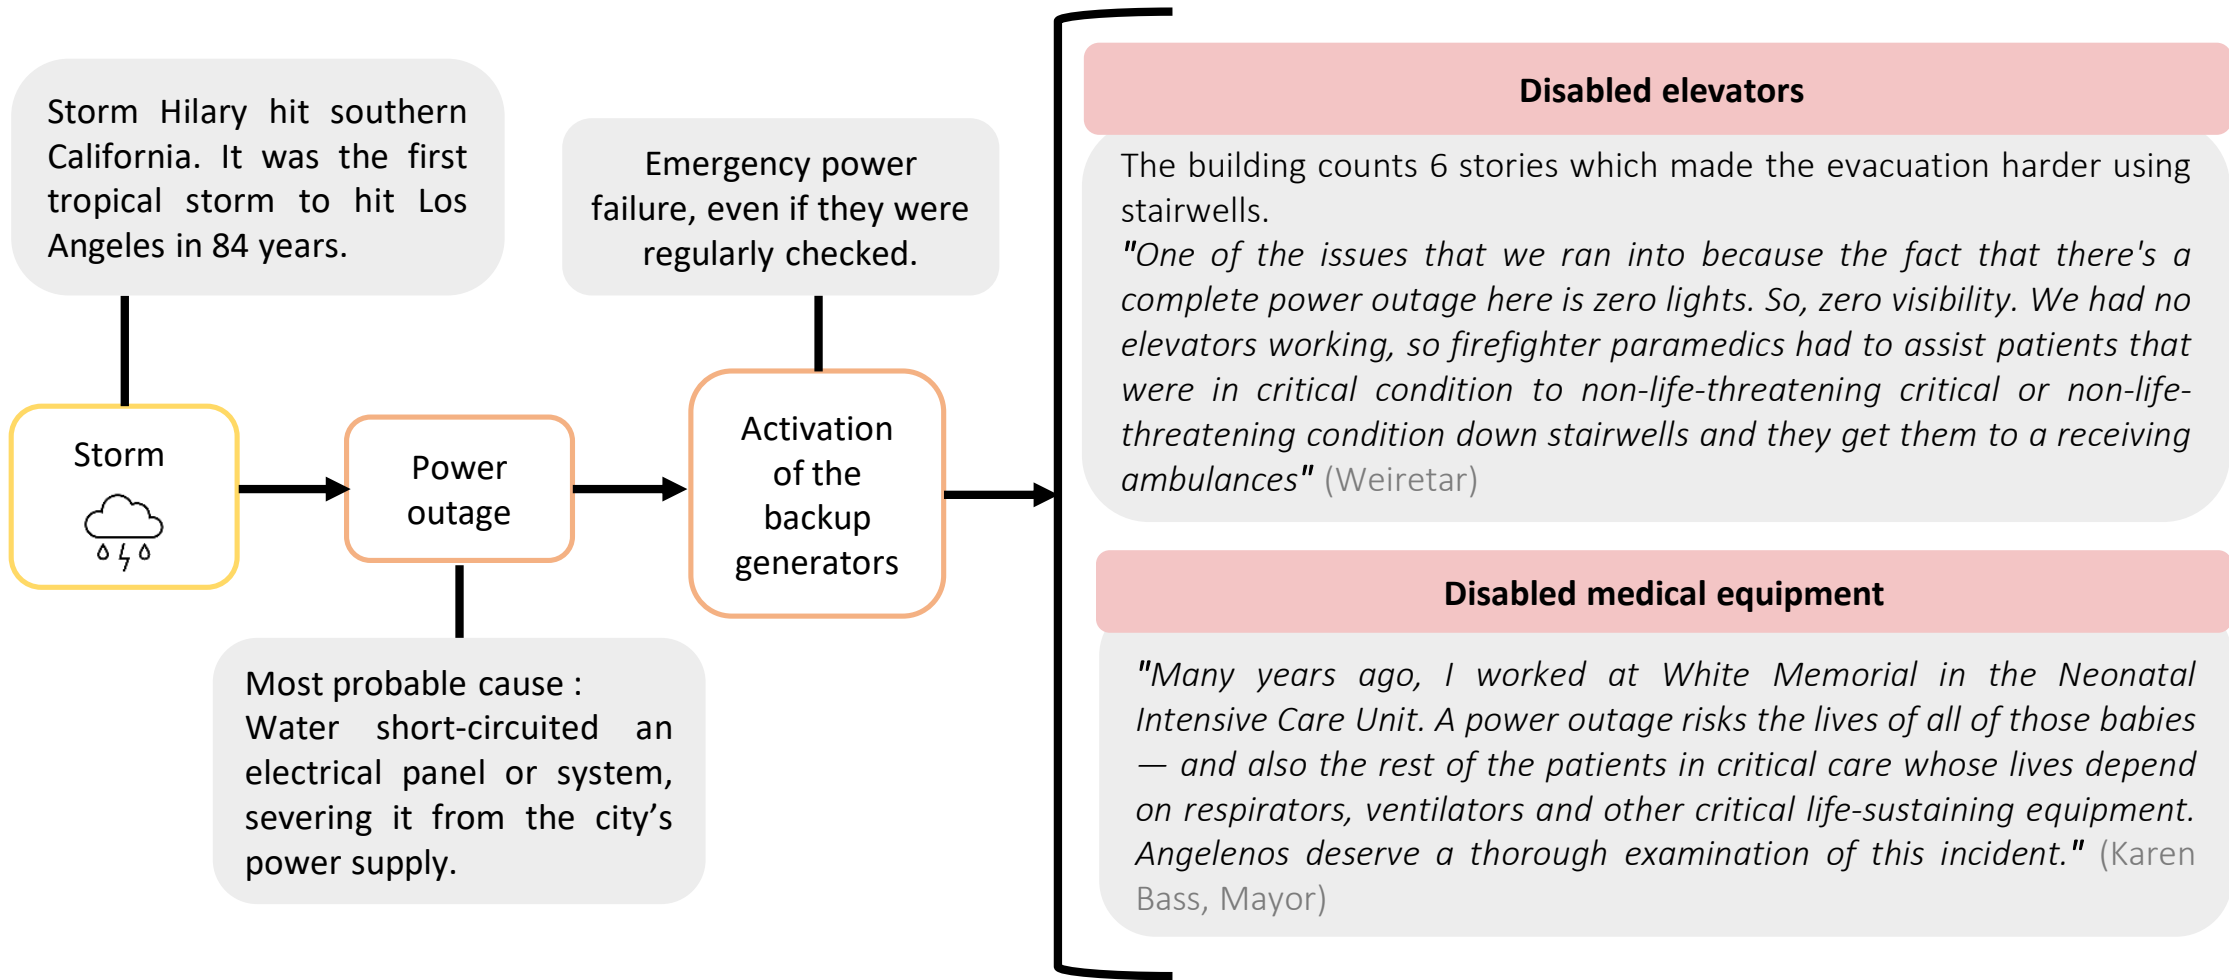 Storm Hilary hit southern
California. It was the first
tropical storm to hit Los
Angeles in 84 years.
Storm
Power
outage
Most probable cause :
Water short-circuited an
electrical panel or system,
severing it from the city’s
power supply.
Emergency power
failure, even if they were
regularly checked.
Activation
of the
backup
generators
Disabled elevators
The building counts 6 stories which made the evacuation harder using
stairwells.
"One of the issues that we ran into because the fact that there's a
complete power outage here is zero lights. So, zero visibility. We had no
elevators working, so firefighter paramedics had to assist patients that
were in critical condition to non-life-threatening critical or non-life-
threatening condition down stairwells and they get them to a receiving
ambulances" (Weiretar)
Disabled medical equipment
"Many years ago, I worked at White Memorial in the Neonatal
Intensive Care Unit. A power outage risks the lives of all of those babies
— and also the rest of the patients in critical care whose lives depend
on respirators, ventilators and other critical life-sustaining equipment.
Angelenos deserve a thorough examination of this incident." (Karen
Bass, Mayor)